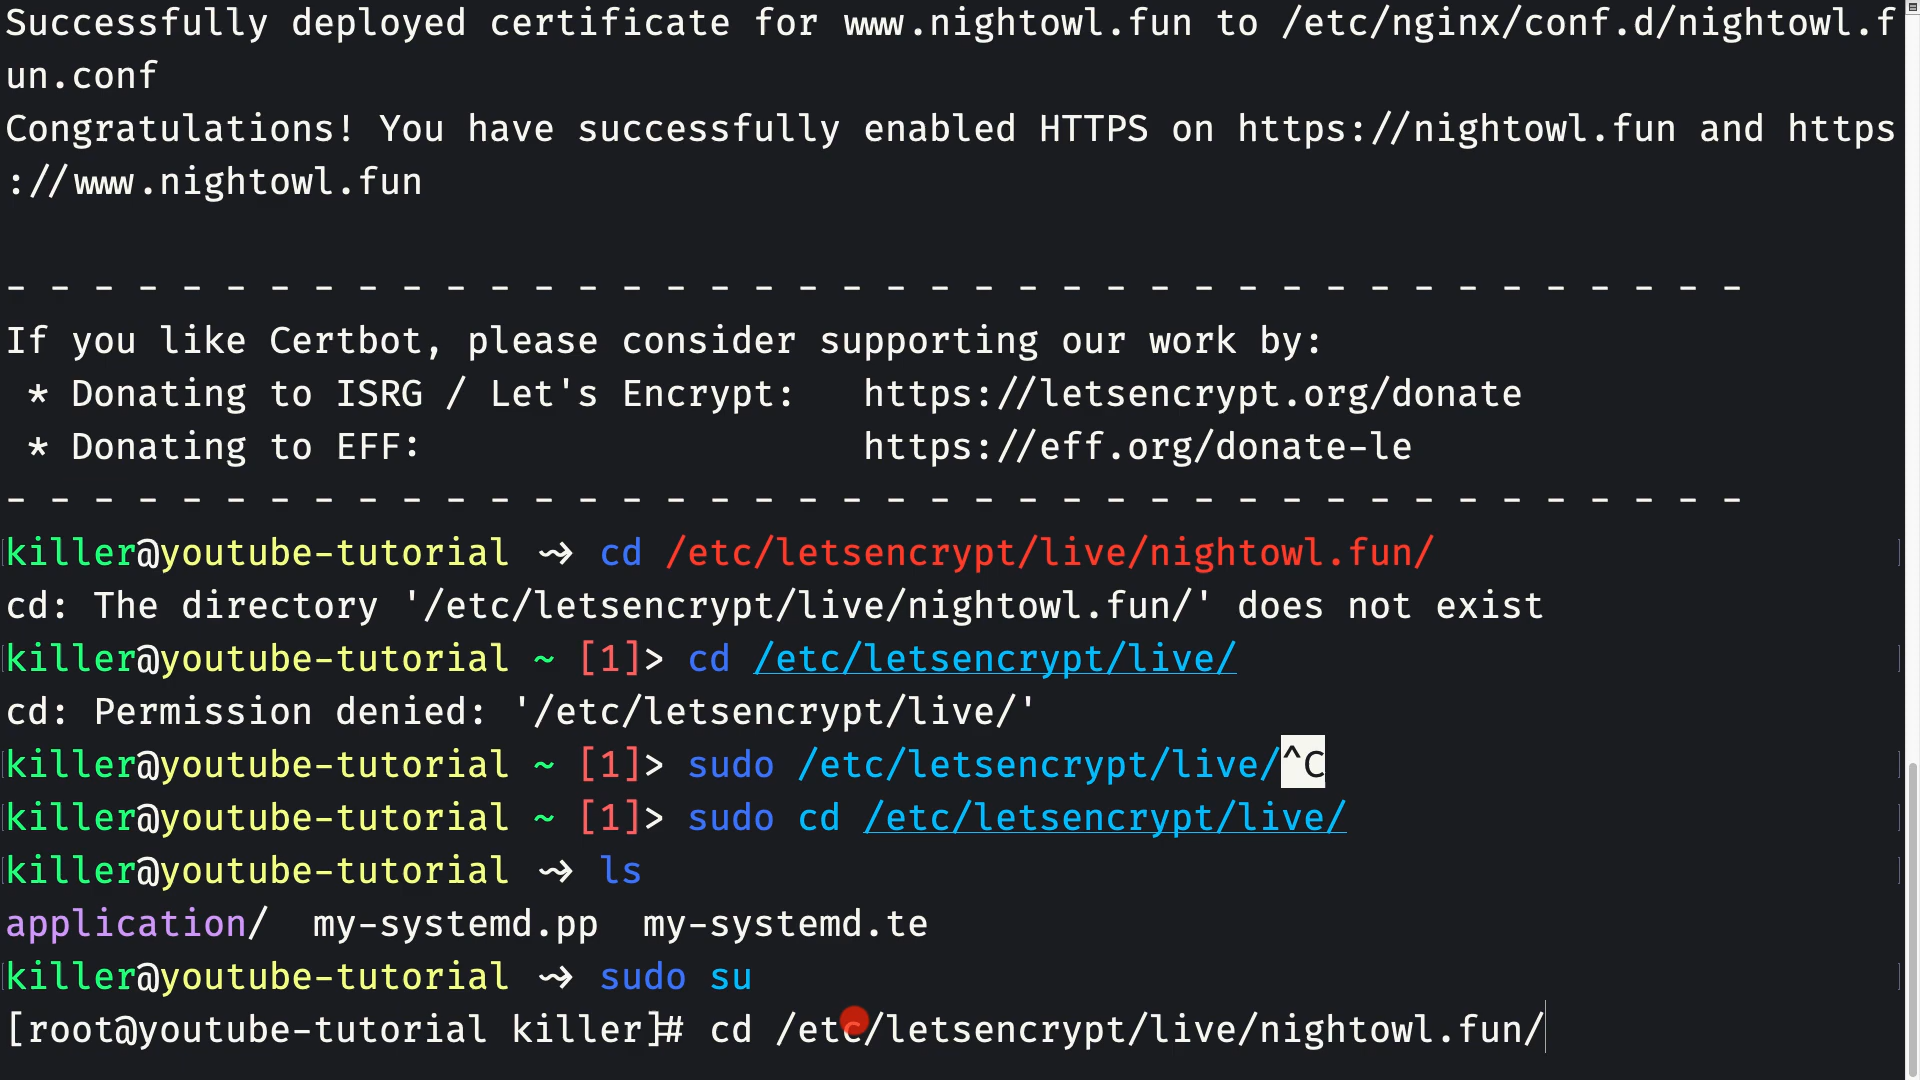 Successfully deployed certificate for www.nightowl.fun to /etc/nginx/conf.d/nightowl.f
un.conf
Congratulations! You have successfully enabled HTTPS on https://nightowl.fun and https
://www.nightowl.fun
- - - - - - - - - - - - - - - - - - - - - - - - - - - - - - - - - - - - - - - -
If you like Certbot, please consider supporting our work by:
 * Donating to ISRG / Let's Encrypt:   https://letsencrypt.org/donate
 * Donating to EFF:                    https://eff.org/donate-le
- - - - - - - - - - - - - - - - - - - - - - - - - - - - - - - - - - - - - - - -
killer@youtube-tutorial ~> cd /etc/letsencrypt/live/nightowl.fun/
cd: The directory '/etc/letsencrypt/live/nightowl.fun/' does not exist
killer@youtube-tutorial ~ [1]> cd /etc/letsencrypt/live/
cd: Permission denied: '/etc/letsencrypt/live/'
killer@youtube-tutorial ~ [1]> sudo /etc/letsencrypt/live/^C
killer@youtube-tutorial ~ [1]> sudo cd /etc/letsencrypt/live/
killer@youtube-tutorial ~> ls
application/  my-systemd.pp  my-systemd.te
killer@youtube-tutorial ~> sudo su
[root@youtube-tutorial killer]# cd /etc/letsencrypt/live/nightowl.fun/